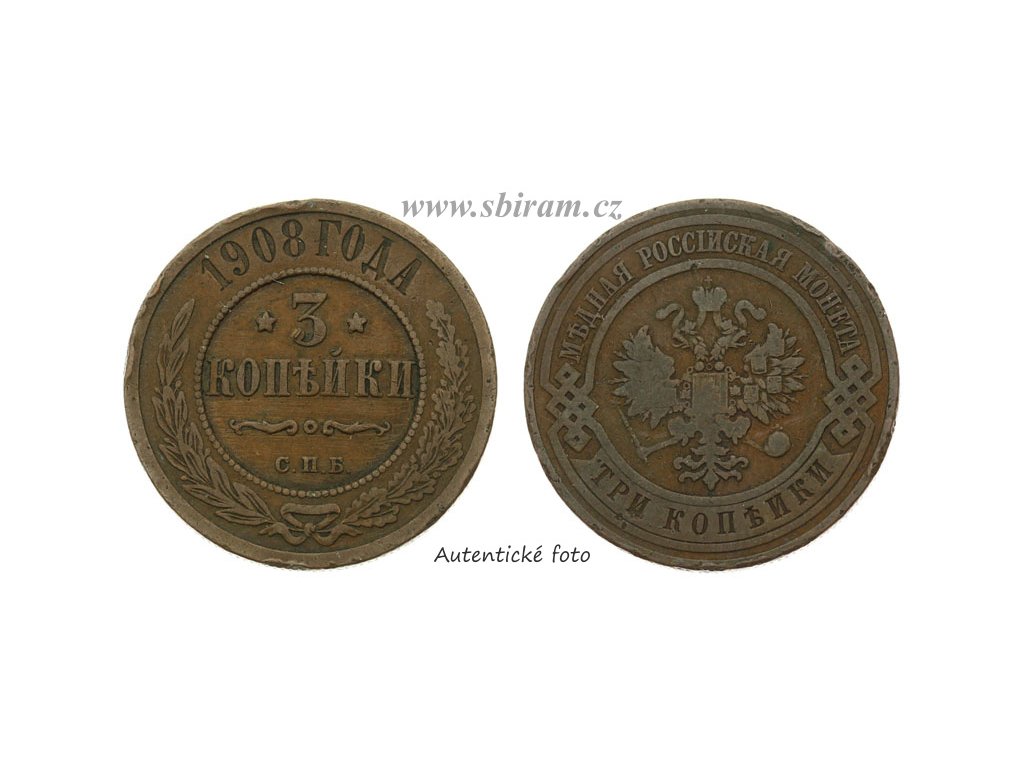 www.sbiram.cz
1908 ГОДА
3
КОПѢЙКИ
С.П.Б.
МѢДНАЯ РОССІЙСКАЯ МОНЕТА
ТРИ КОПѢЙКИ
Autentické foto